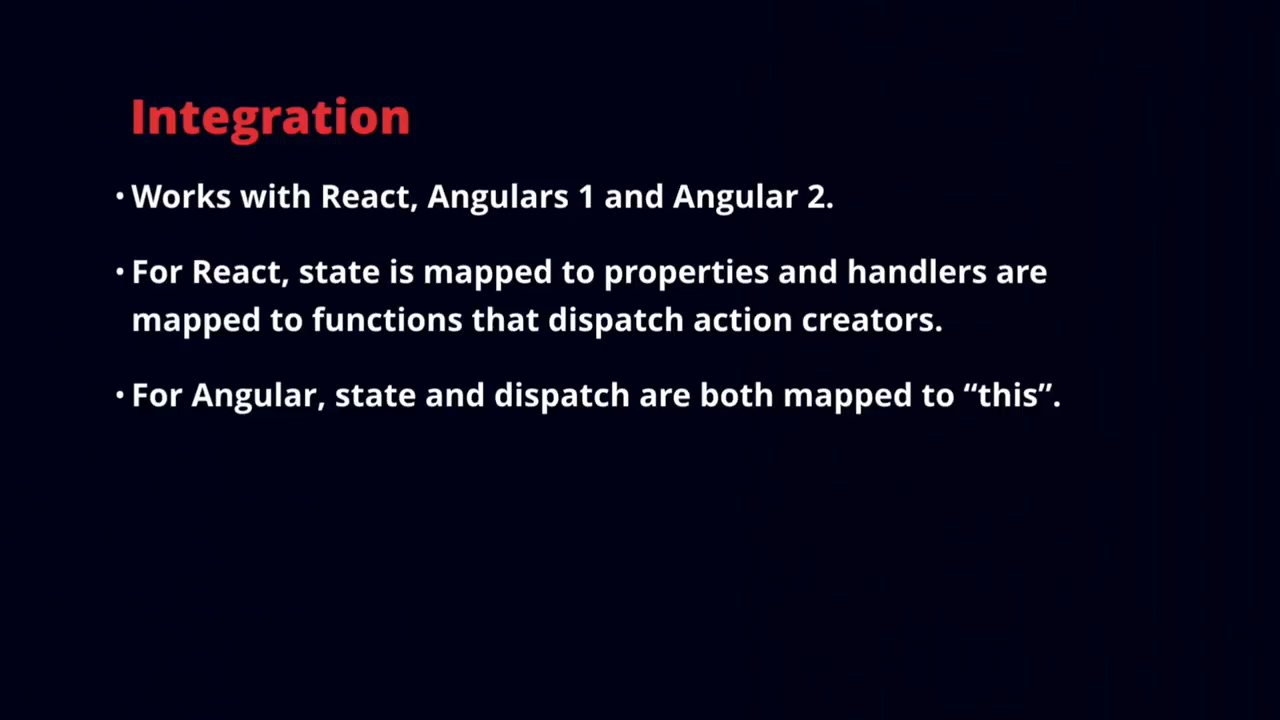 Integration
• Works with React, Angulars 1 and Angular 2.
• For React, state is mapped to properties and handlers are
mapped to functions that dispatch action creators.
• For Angular, state and dispatch are both mapped to “this”.